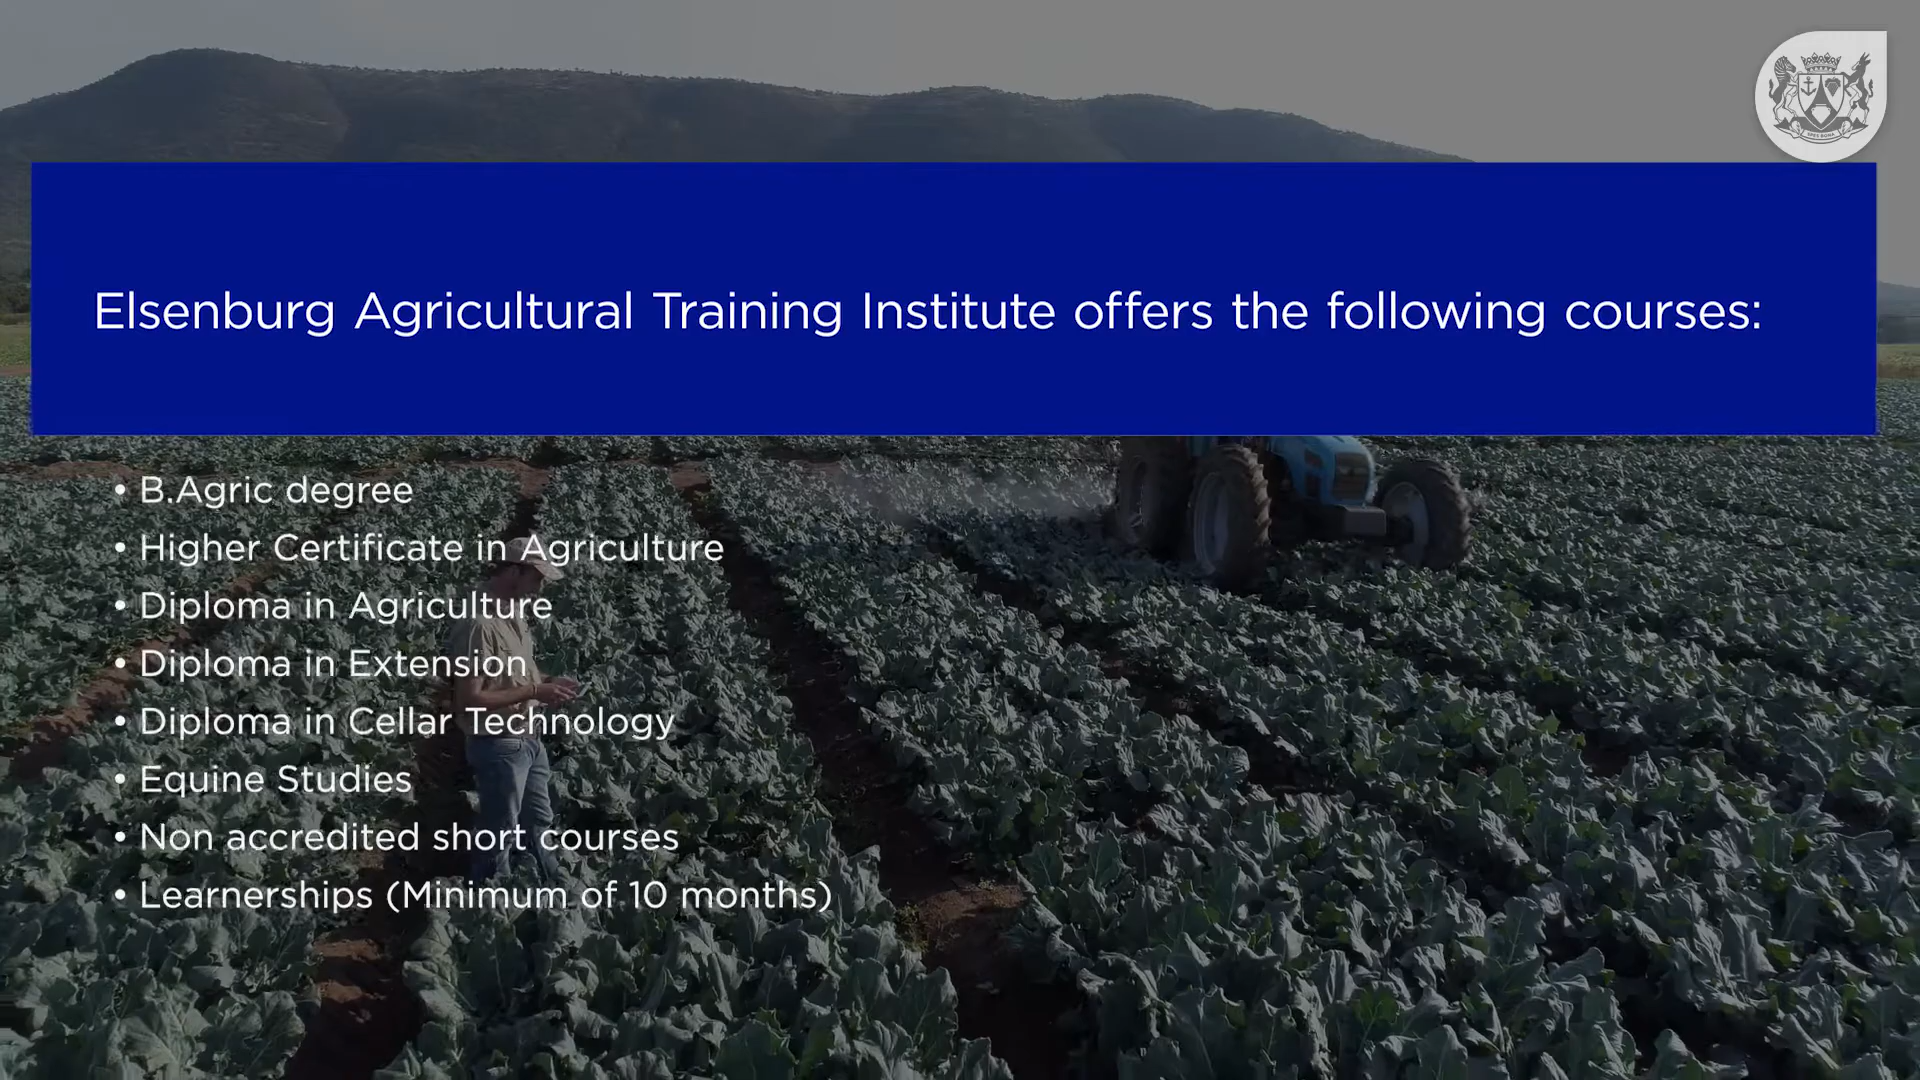 Elsenburg Agricultural Training Institute offers the following courses:
• B.Agric degree
• Higher Certificate in Agriculture
• Diploma in Agriculture
• Diploma in Extension
• Diploma in Cellar Technology
• Equine Studies
• Non accredited short courses
• Learnerships (Minimum of 10 months)